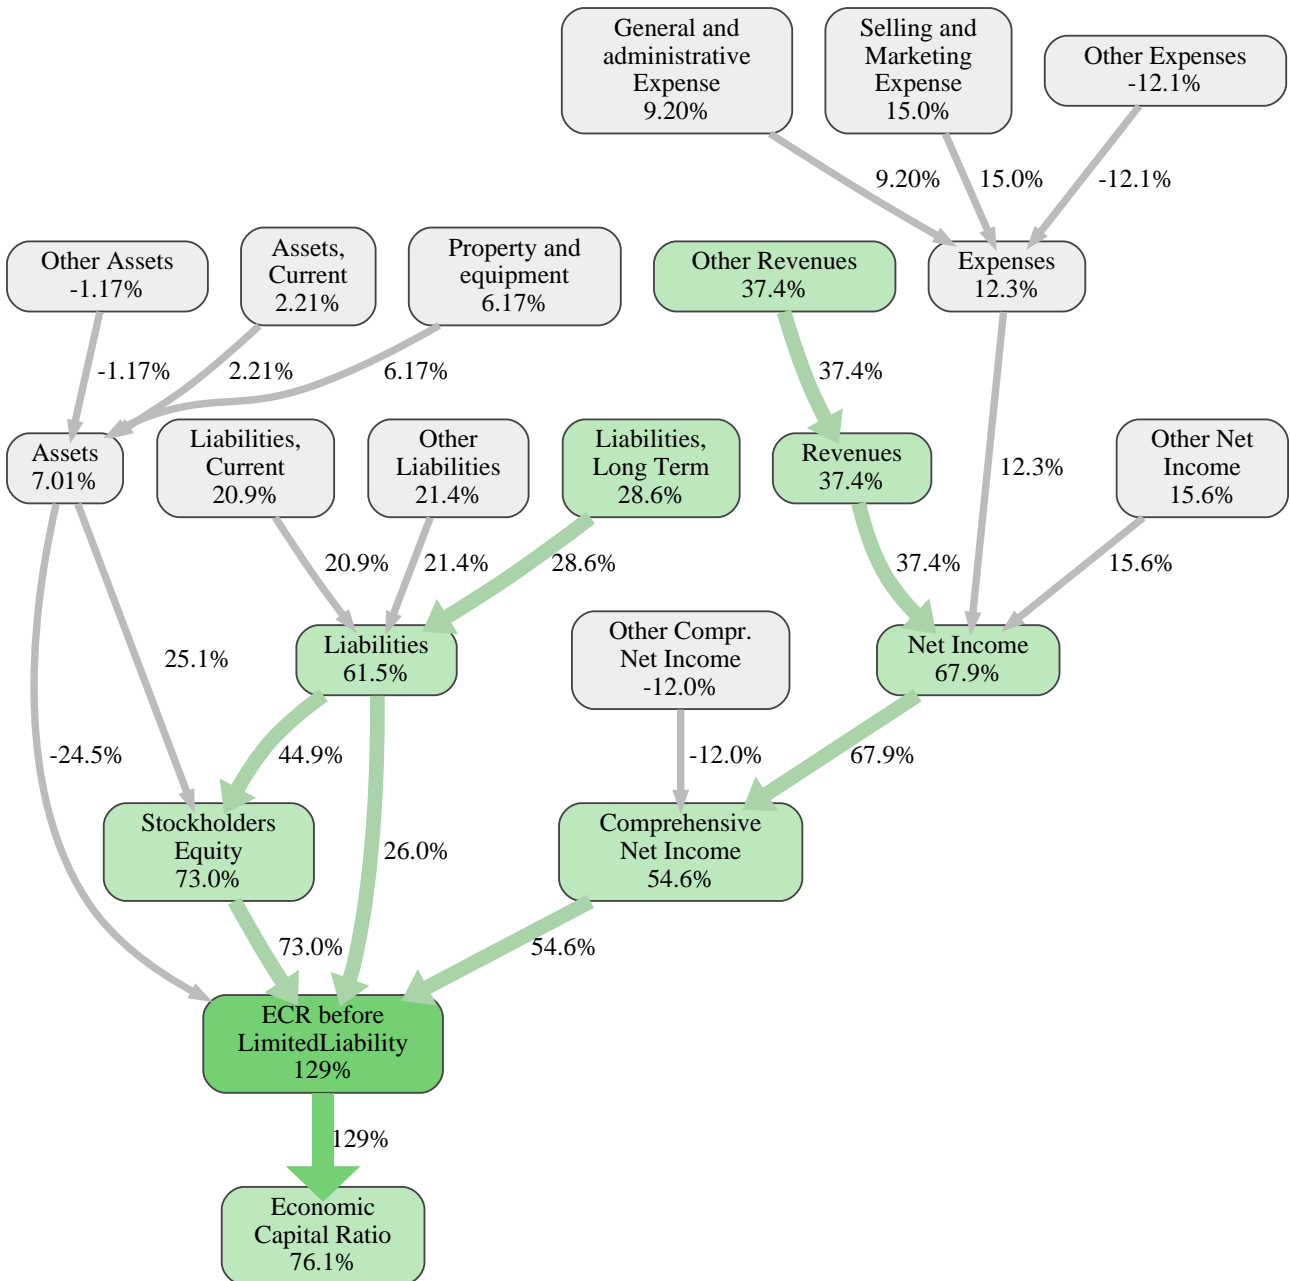 General and
administrative
Expense
9.20%
Selling and
Marketing
Expense
15.0%
Other Expenses
-12.1%
9.20%
15.0%
-12.1%
Other Assets
-1.17%
Assets,
Current
2.21%
Property and
equipment
6.17%
Other Revenues
37.4%
Expenses
12.3%
-1.17%
2.21%
6.17%
37.4%
Assets
7.01%
Liabilities,
Current
20.9%
Other
Liabilities
21.4%
Liabilities,
Long Term
28.6%
Revenues
37.4%
12.3%
Other Net
Income
15.6%
20.9%
21.4%
28.6%
37.4%
15.6%
Liabilities
61.5%
Other Compr.
Net Income
-12.0%
Net Income
67.9%
25.1%
-24.5%
44.9%
-12.0%
67.9%
Stockholders
Equity
73.0%
26.0%
Comprehensive
Net Income
54.6%
73.0%
54.6%
ECR before
LimitedLiability
129%
129%
Economic
Capital Ratio
76.1%